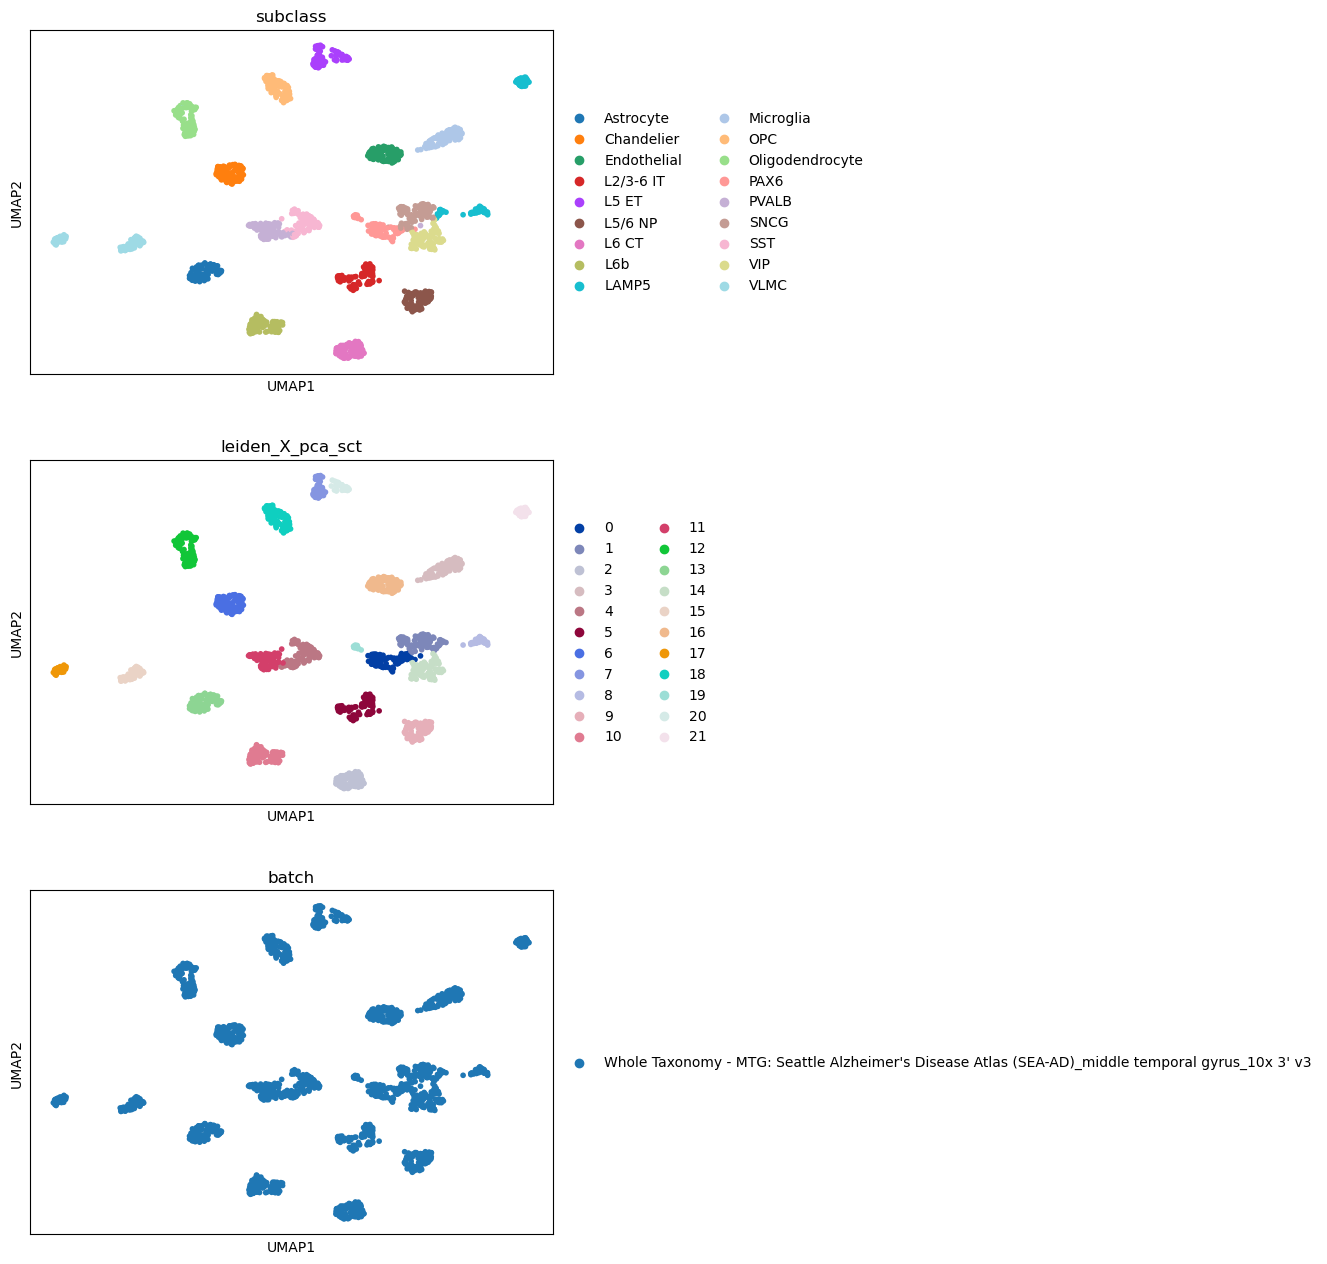 subclass
UMAP2
UMAP1
Astrocyte
Chandelier
Endothelial
L2/3-6 IT
L5 ET
L5/6 NP
L6 CT
L6b
LAMP5
Microglia
OPC
Oligodendrocyte
PAX6
PVALB
SNCG
SST
VIP
VLMC
leiden_X_pca_sct
UMAP2
UMAP1
0
1
2
3
4
5
6
7
8
9
10
11
12
13
14
15
16
17
18
19
20
21
batch
UMAP2
UMAP1
Whole Taxonomy - MTG: Seattle Alzheimer's Disease Atlas (SEA-AD)_middle temporal gyrus_10x 3' v3